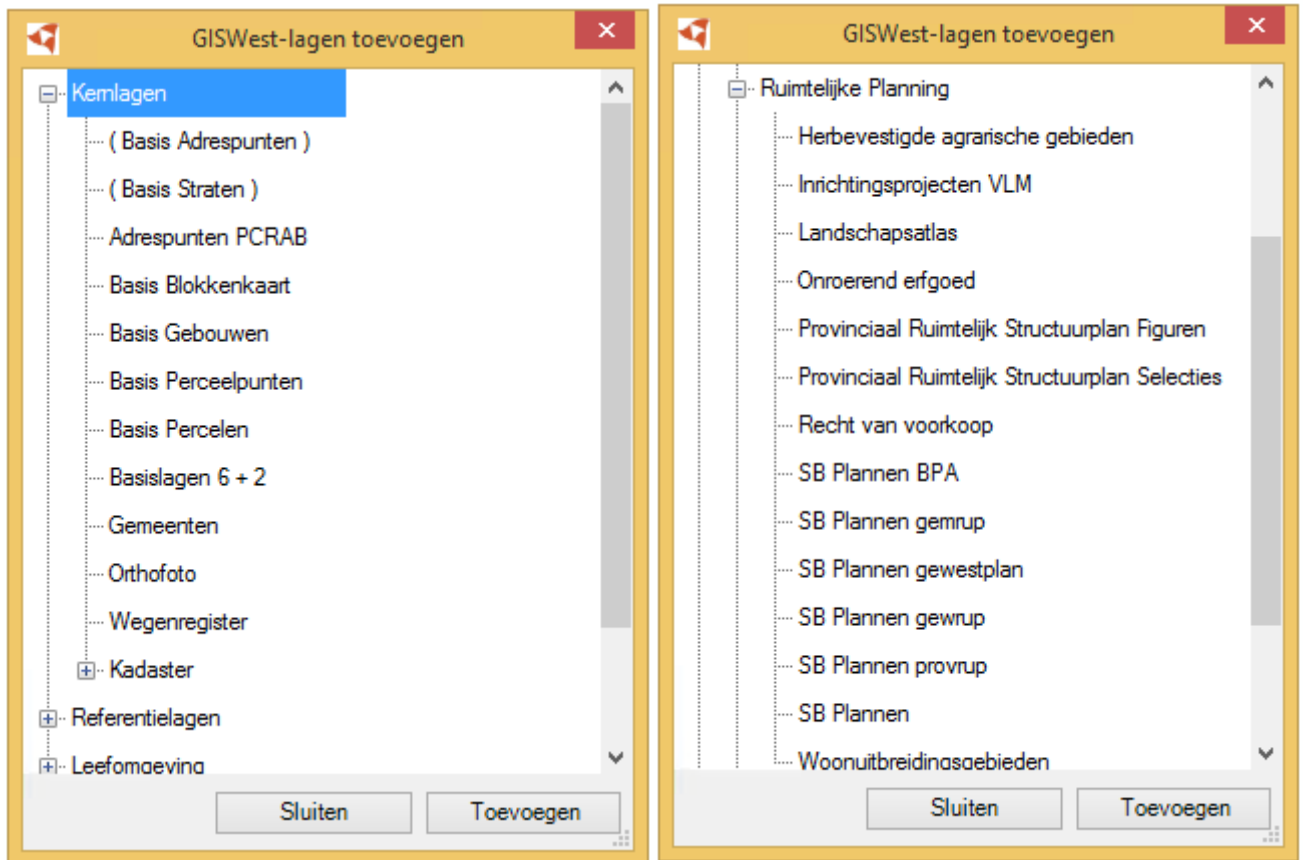 GISWest-lagen toevoegen
Kernlagen
( Basis Adrespunten )
( Basis Straten )
Adrespunten PCRAB
Basis Blokkenkaart
Basis Gebouwen
Basis Perceelpunten
Basis Percelen
Basislagen 6 + 2
Gemeenten
Orthofoto
Wegenregister
Kadaster
Referentielagen
Leefomgeving
Sluiten
Toevoegen
GISWest-lagen toevoegen
Ruimtelijke Planning
Herbevestigde agrarische gebieden
Inrichtingsprojecten VLM
Landschapsatlas
Onroerend erfgoed
Provinciaal Ruimtelijk Structuurplan Figuren
Provinciaal Ruimtelijk Structuurplan Selecties
Recht van voorkoop
SB Plannen BPA
SB Plannen gemrup
SB Plannen gewestplan
SB Plannen gewrup
SB Plannen provrup
SB Plannen
Woonuitbreidingsgebieden
Sluiten
Toevoegen